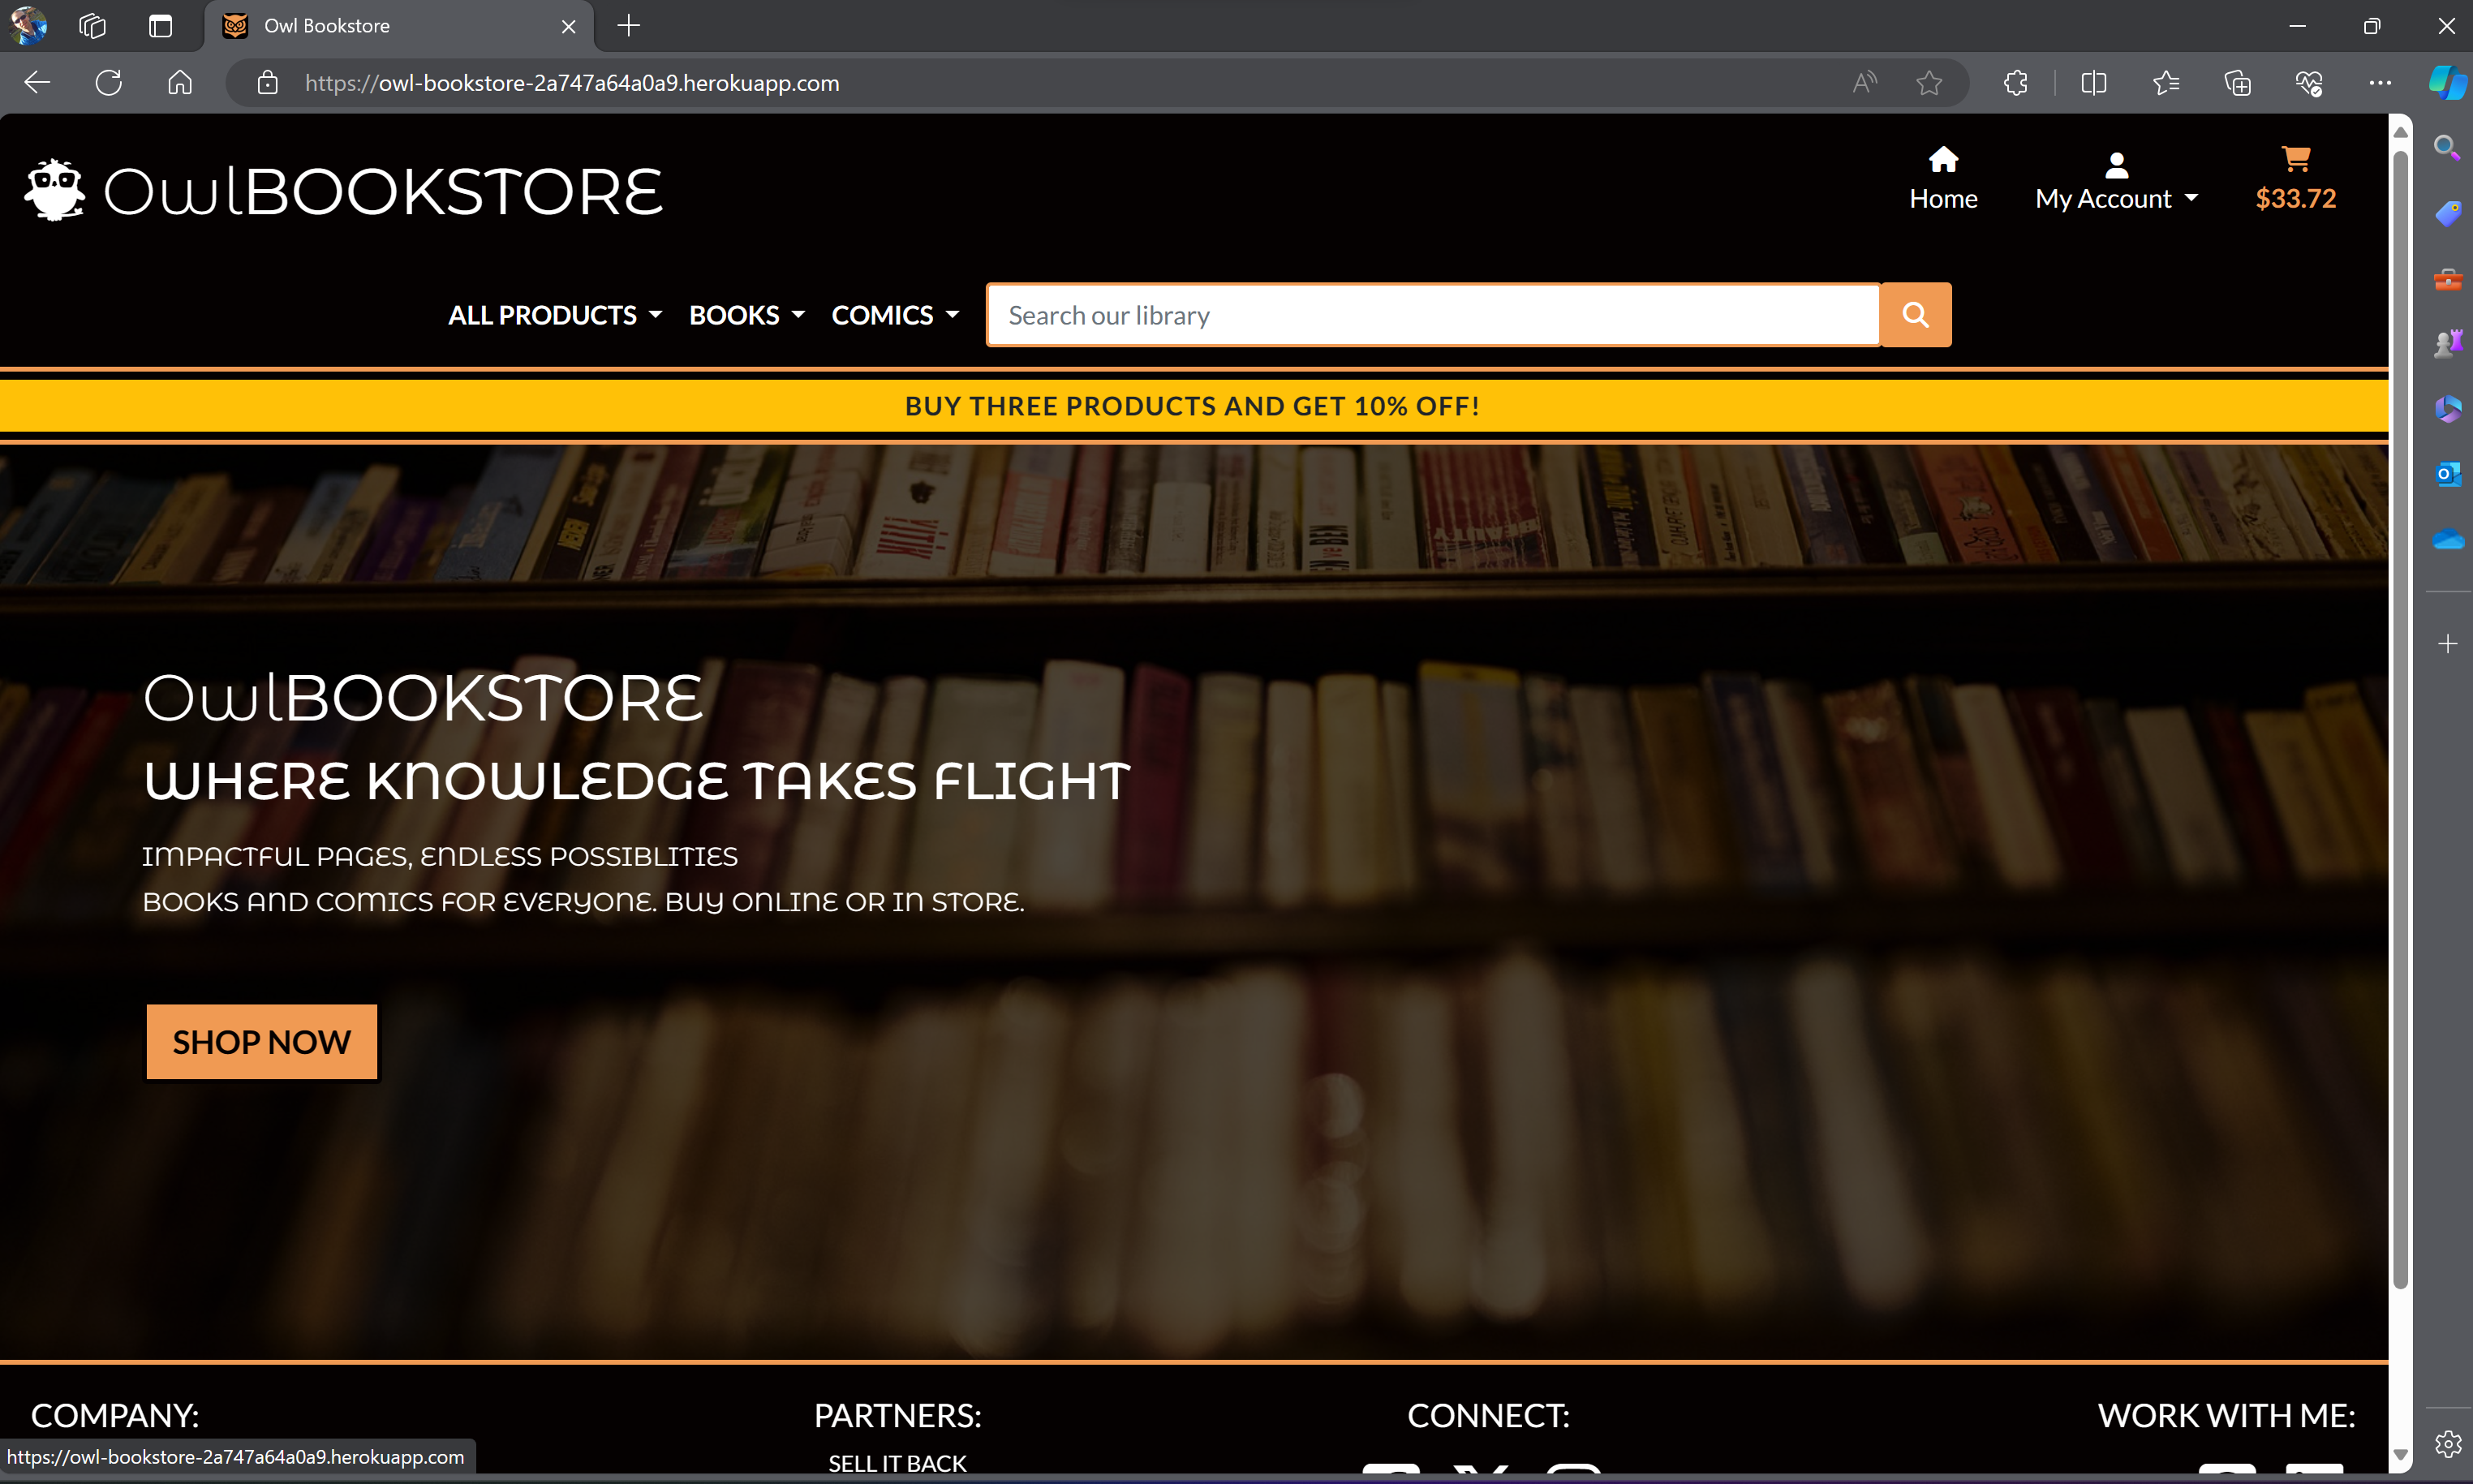 Owl Bookstore
https://owl-bookstore-2a747a64a0a9.herokuapp.com
OwlBOOKSTORE
Home
My Account
$33.72
ALL PRODUCTS
BOOKS
COMICS
Search our library
BUY THREE PRODUCTS AND GET 10% OFF!
OwlBOOKSTORE
WHERE KNOWLEDGE TAKES FLIGHT
IMPACTFUL PAGES, ENDLESS POSSIBLITIES
BOOKS AND COMICS FOR EVERYONE. BUY ONLINE OR IN STORE.
SHOP NOW
COMPANY:
PARTNERS:
CONNECT:
WORK WITH ME:
SELL IT BACK
https://owl-bookstore-2a747a64a0a9.herokuapp.com